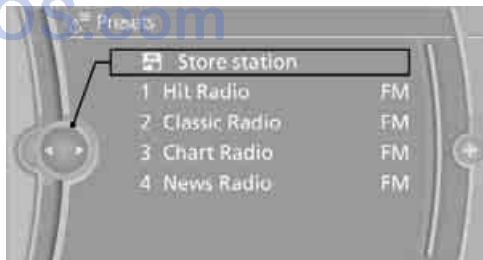 Presets
Store station
1 Hit Radio FM
2 Classic Radio FM
3 Chart Radio FM
4 News Radio FM